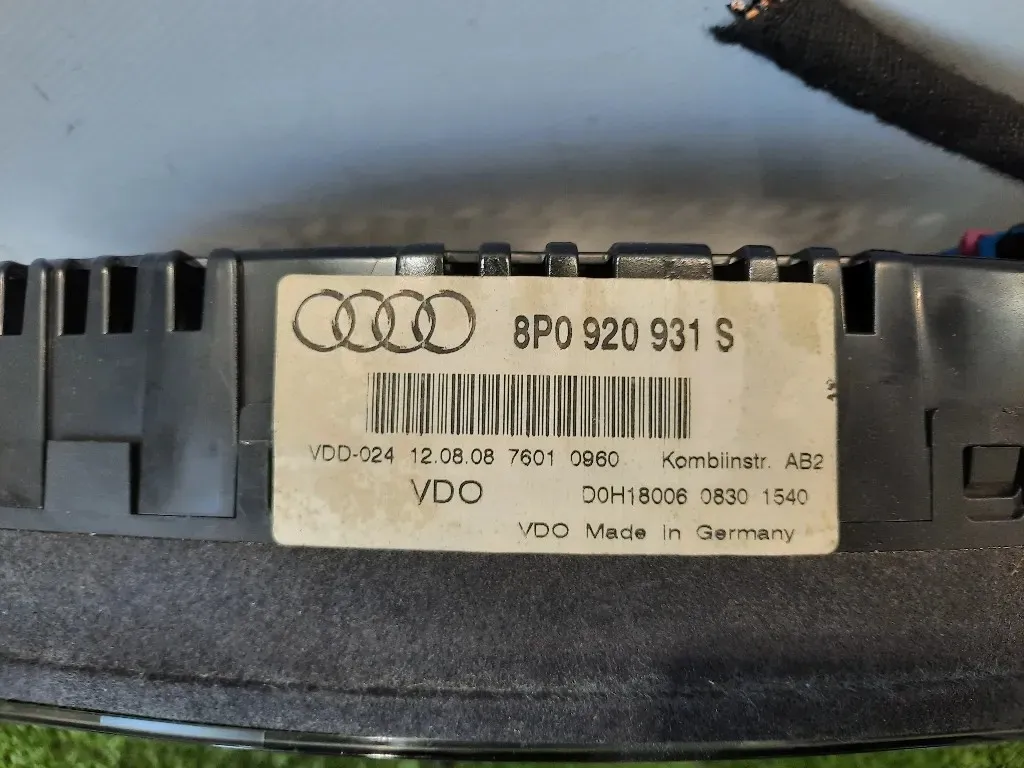 8P0 920 931 S
VDD-024 12.08.08 7601 0960 Kombiinstr. AB2
VDO D0H18006 0830 1540
VDO Made in Germany